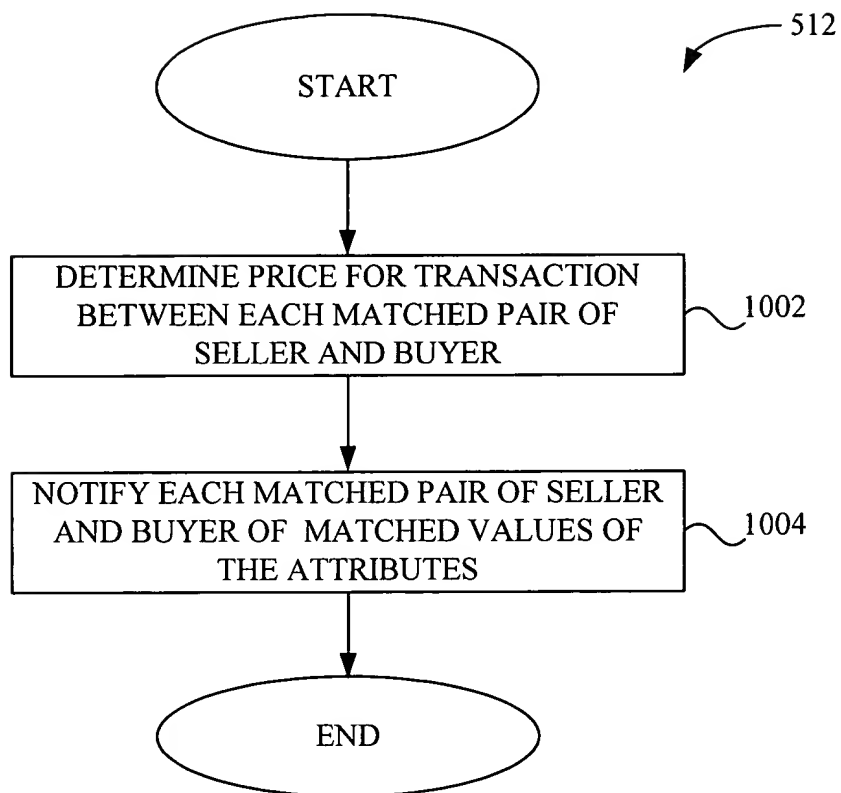 512
START
DETERMINE PRICE FOR TRANSACTION
BETWEEN EACH MATCHED PAIR OF
SELLER AND BUYER
1002
NOTIFY EACH MATCHED PAIR OF SELLER
AND BUYER OF MATCHED VALUES OF
THE ATTRIBUTES
1004
END